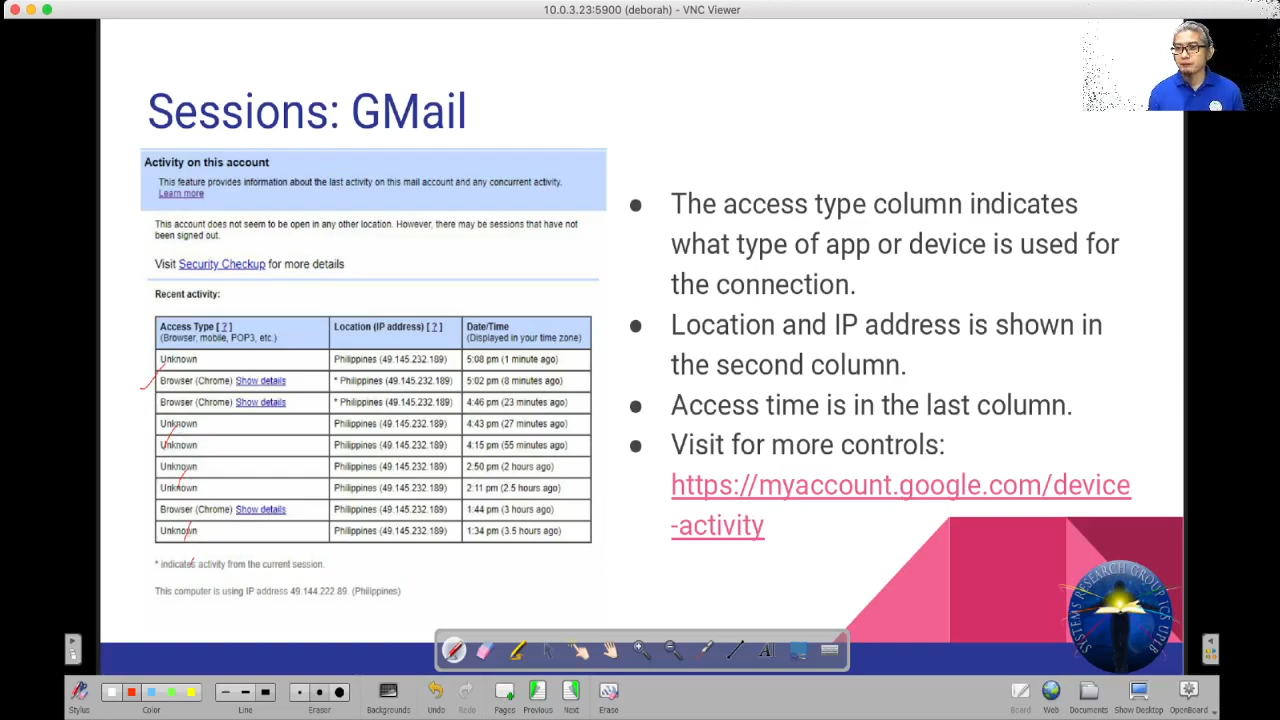 10.0.3.23:5900 (deborah) - VNC Viewer
Sessions: GMail
Activity on this account
This feature provides information about the last activity on this mail account and any concurrent activity.
Learn more
This account does not seem to be open in any other location. However, there may be sessions that have not
been signed out.
Visit Security Checkup for more details
Recent activity:
Access Type [ ? ] Location (IP address) [ ? ] Date/Time
(Browser, mobile, POP3, etc.) (Displayed in your time zone)
Unknown Philippines (49.145.232.189) 5:08 pm (1 minute ago)
Browser (Chrome) Show details * Philippines (49.145.232.189) 5:02 pm (8 minutes ago)
Browser (Chrome) Show details * Philippines (49.145.232.189) 4:46 pm (23 minutes ago)
Unknown Philippines (49.145.232.189) 4:43 pm (27 minutes ago)
Unknown Philippines (49.145.232.189) 4:15 pm (55 minutes ago)
Unknown Philippines (49.145.232.189) 2:50 pm (2 hours ago)
Unknown Philippines (49.145.232.189) 2:11 pm (2.5 hours ago)
Browser (Chrome) Show details Philippines (49.145.232.189) 1:44 pm (3 hours ago)
Unknown Philippines (49.145.232.189) 1:34 pm (3.5 hours ago)
* indicates activity from the current session.
This computer is using IP address 49.144.222.89. (Philippines)
● The access type column indicates
what type of app or device is used for
the connection.
● Location and IP address is shown in
the second column.
● Access time is in the last column.
● Visit for more controls:
https://myaccount.google.com/device
-activity
SYSTEMS RESEARCH GROUP ICS UPLB
Stylus Color Line Eraser Backgrounds Undo Redo Pages Previous Next Erase Board Web Documents Show Desktop OpenBoard